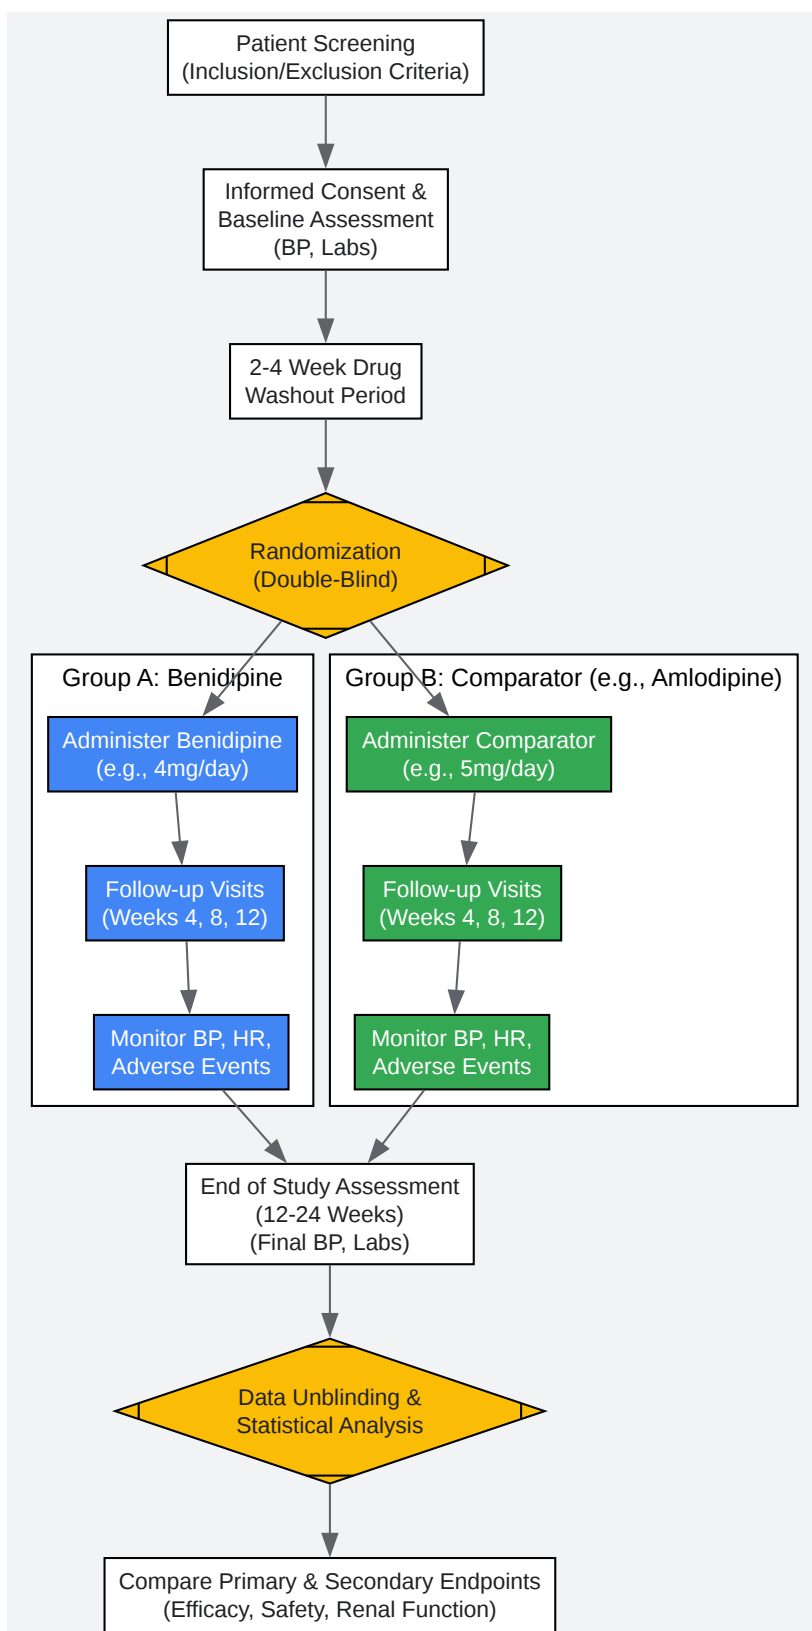 Patient Screening
(Inclusion/Exclusion Criteria)
Informed Consent &
Baseline Assessment
(BP, Labs)
2-4 Week Drug
Washout Period
Randomization
(Double-Blind)
Group A: Benidipine
Administer Benidipine
(e.g., 4mg/day)
Follow-up Visits
(Weeks 4, 8, 12)
Monitor BP, HR,
Adverse Events
Group B: Comparator (e.g., Amlodipine)
Administer Comparator
(e.g., 5mg/day)
Follow-up Visits
(Weeks 4, 8, 12)
Monitor BP, HR,
Adverse Events
End of Study Assessment
(12-24 Weeks)
(Final BP, Labs)
Data Unblinding &
Statistical Analysis
Compare Primary & Secondary Endpoints
(Efficacy, Safety, Renal Function)